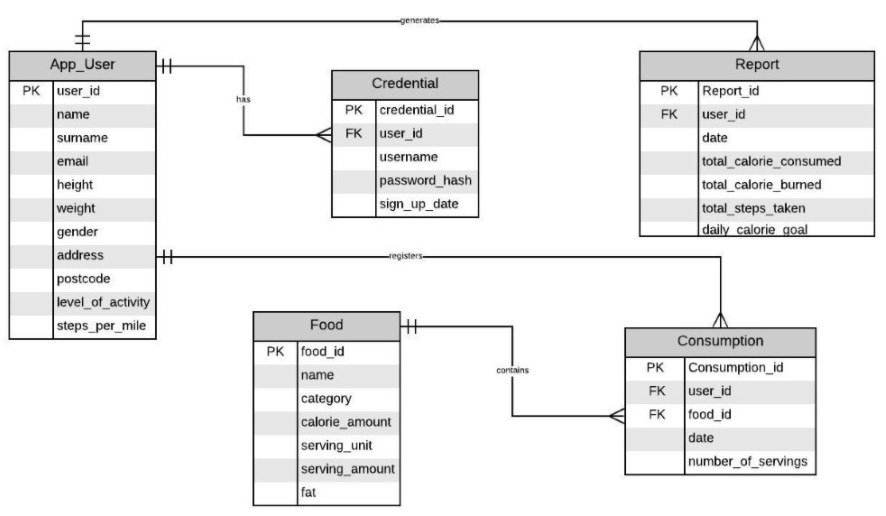 generates
App_User
PK user_id
name
surname
email
height
weight
gender
address
postcode
level_of_activity
steps_per_mile
has
Credential
PK credential_id
FK user_id
username
password_hash
sign_up_date
Report
PK Report_id
FK user_id
date
total_calorie_consumed
total_calorie_burned
total_steps_taken
daily_calorie_goal
registers
Food
PK food_id
name
category
calorie_amount
serving_unit
serving_amount
fat
contains
Consumption
PK Consumption_id
FK user_id
FK food_id
date
number_of_servings